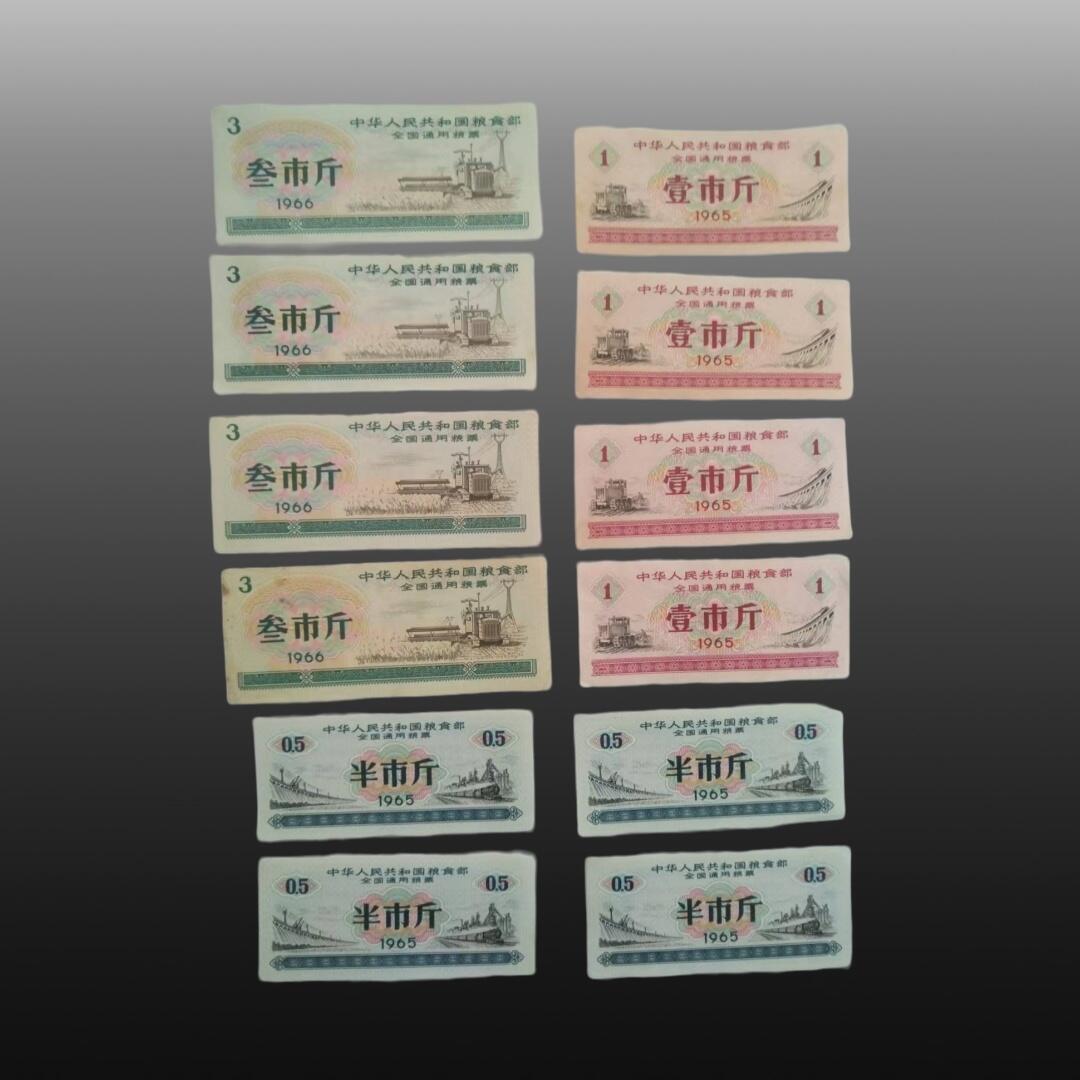 3
中华人民共和国粮食部
全国通用粮票
叁市斤
1966
3
中华人民共和国粮食部
全国通用粮票
叁市斤
1966
3
中华人民共和国粮食部
全国通用粮票
叁市斤
1966
3
中华人民共和国粮食部
全国通用粮票
叁市斤
1966
中华人民共和国粮食部
1 全国通用粮票 1
壹市斤
1965
中华人民共和国粮食部
1 全国通用粮票 1
壹市斤
1965
中华人民共和国粮食部
1 全国通用粮票 1
壹市斤
1965
中华人民共和国粮食部
1 全国通用粮票 1
壹市斤
1965
中华人民共和国粮食部
0.5 全国通用粮票 0.5
半市斤
1965
中华人民共和国粮食部
0.5 全国通用粮票 0.5
半市斤
1965
中华人民共和国粮食部
0.5 全国通用粮票 0.5
半市斤
1965
中华人民共和国粮食部
0.5 全国通用粮票 0.5
半市斤
1965